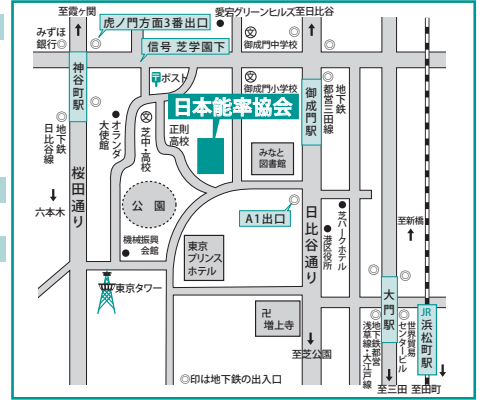 至霞ヶ関
虎ノ門方面3番出口
愛宕グリーンヒルズ
至日比谷
みずほ
銀行◎
信号 芝学園下
文
御成門中学校
神谷町駅
〒ポスト
文
御成門小学校
御成門駅
地下鉄
都営三田線
日本能率協会
◎地下鉄
日比谷線
オランダ
大使館
文
芝中・高校
正則
高校
みなと
図書館
桜田通り
至六本木
公園
A1出口
日比谷通り
芝パークホテル
港区役所
至新橋
機械振興
会館
東京
プリンス
ホテル
東京タワー
大門駅
JR
浜松町駅
卍
増上寺
地下鉄都営
浅草線・大江戸線
世界貿易
センタービル
至芝公園
◎印は地下鉄の出入口
至三田
至田町